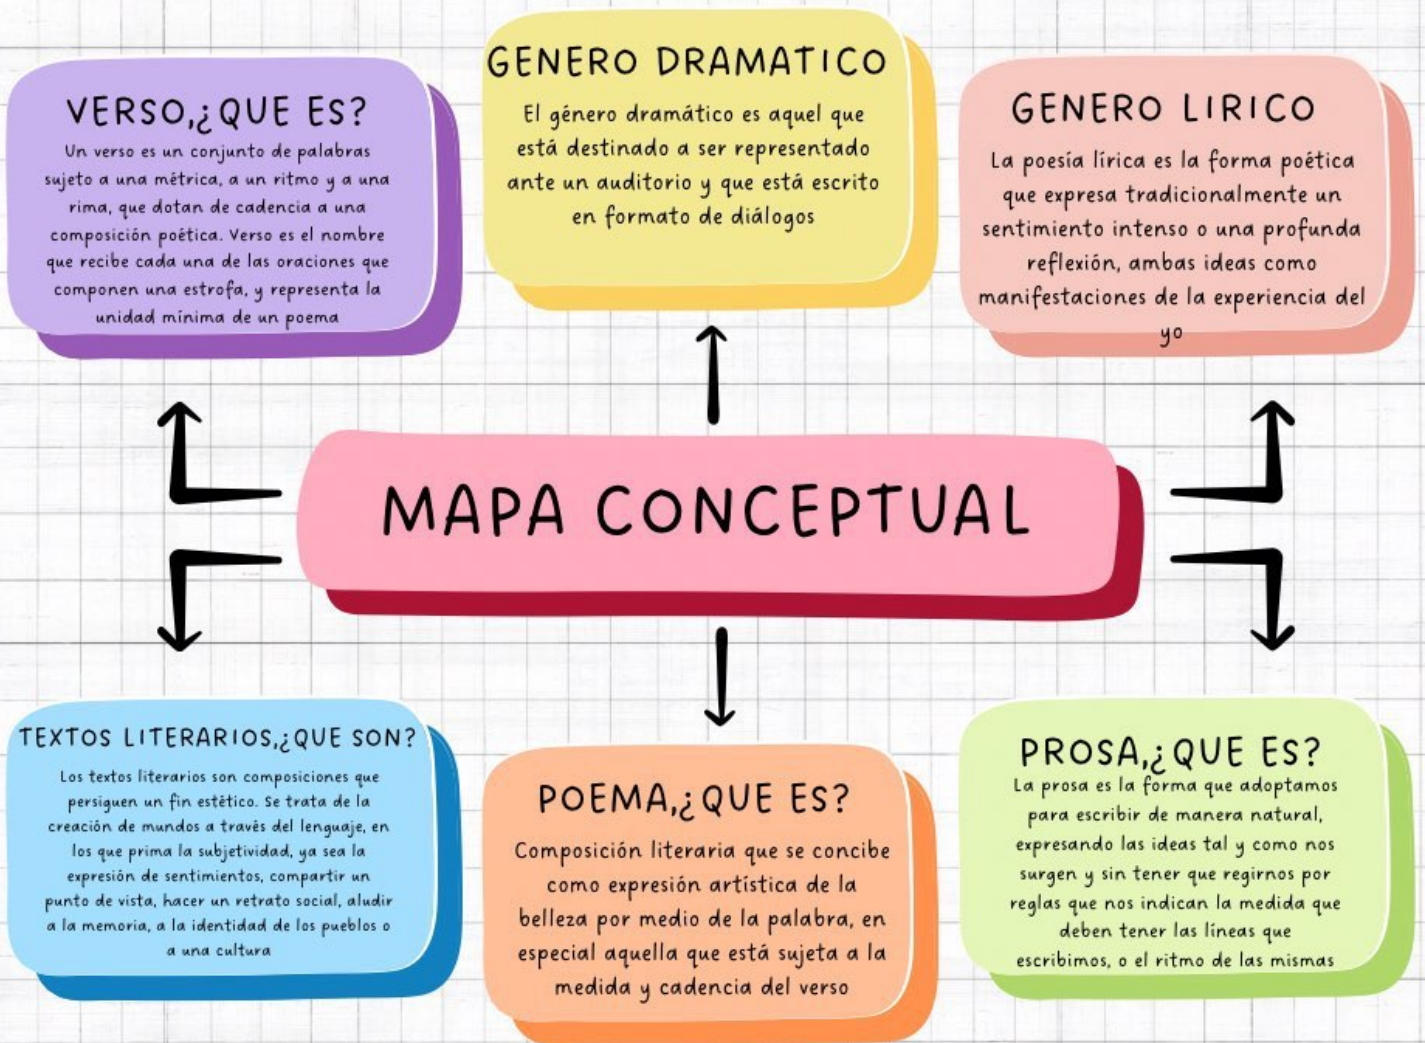 VERSO,¿QUE ES?
Un verso es un conjunto de palabras
sujeto a una métrica, a un ritmo y a una
rima, que dotan de cadencia a una
composición poética. Verso es el nombre
que recibe cada una de las oraciones que
componen una estrofa, y representa la
unidad mínima de un poema
GENERO DRAMATICO
El género dramático es aquel que
está destinado a ser representado
ante un auditorio y que está escrito
en formato de diálogos
GENERO LIRICO
La poesía lírica es la forma poética
que expresa tradicionalmente un
sentimiento intenso o una profunda
reflexión, ambas ideas como
manifestaciones de la experiencia del
yo
MAPA CONCEPTUAL
TEXTOS LITERARIOS,¿QUE SON?
Los textos literarios son composiciones que
persiguen un fin estético. Se trata de la
creación de mundos a través del lenguaje, en
los que prima la subjetividad, ya sea la
expresión de sentimientos, compartir un
punto de vista, hacer un retrato social, aludir
a la memoria, a la identidad de los pueblos o
a una cultura
POEMA,¿QUE ES?
Composición literaria que se concibe
como expresión artística de la
belleza por medio de la palabra, en
especial aquella que está sujeta a la
medida y cadencia del verso
PROSA,¿QUE ES?
La prosa es la forma que adoptamos
para escribir de manera natural,
expresando las ideas tal y como nos
surgen y sin tener que regirnos por
reglas que nos indican la medida que
deben tener las líneas que
escribimos, o el ritmo de las mismas